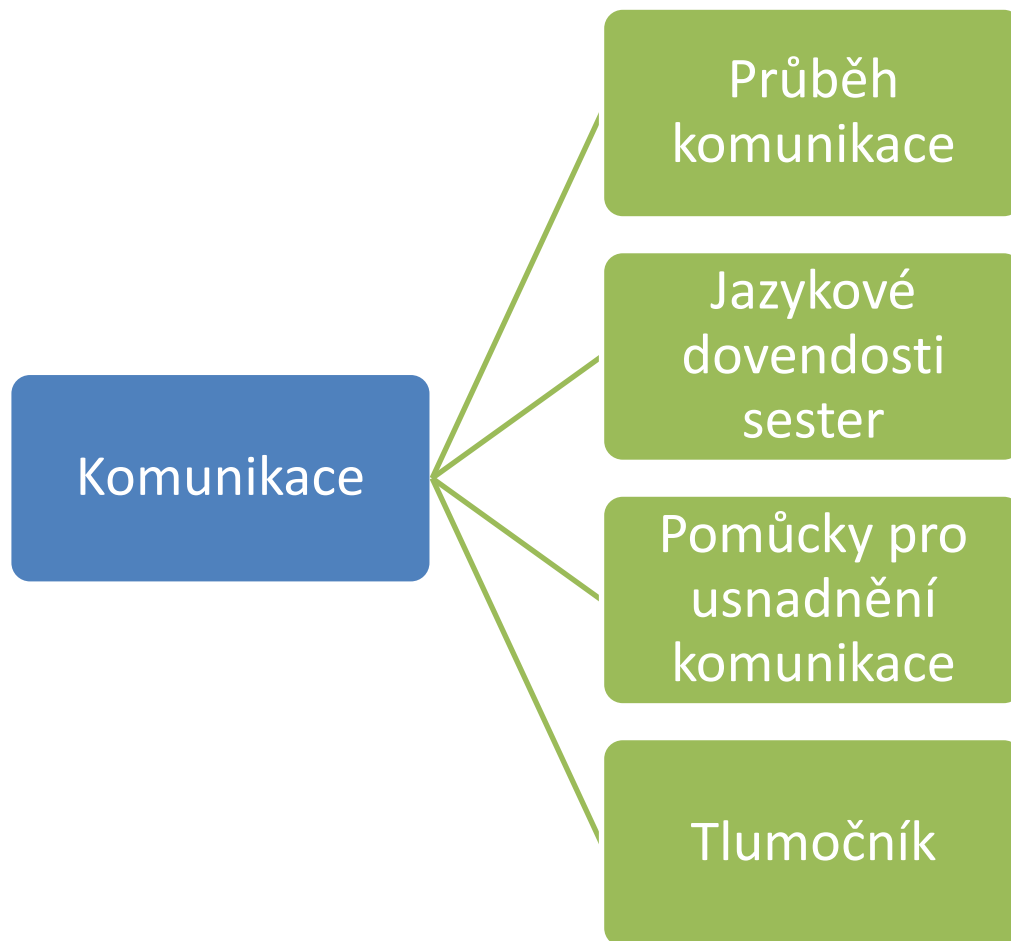 Komunikace
Průběh
komunikace
Jazykové
dovendosti
sester
Pomůcky pro
usnadnění
komunikace
Tlumočník